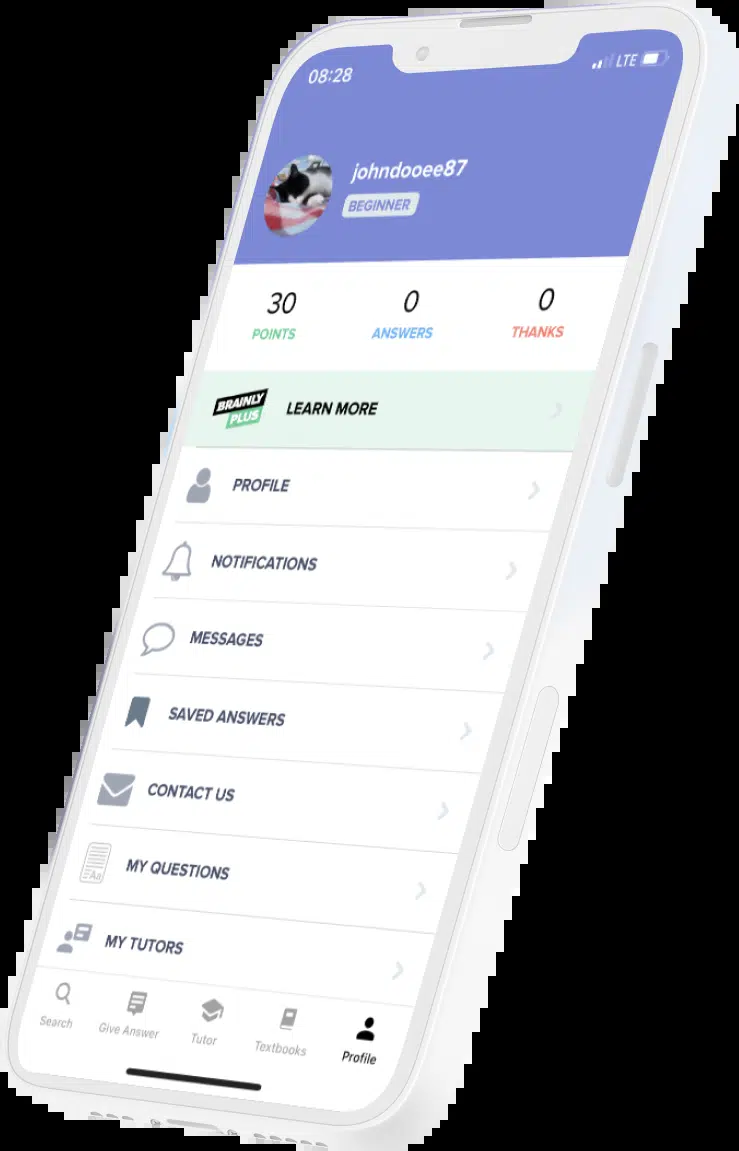 08:28
LTE
johndooee87
BEGINNER
30 0 0
POINTS ANSWERS THANKS
BRAINLY
PLUS
LEARN MORE
PROFILE
NOTIFICATIONS
MESSAGES
SAVED ANSWERS
CONTACT US
Aa
MY QUESTIONS
MY TUTORS
Search Give Answer Tutor Textbooks Profile